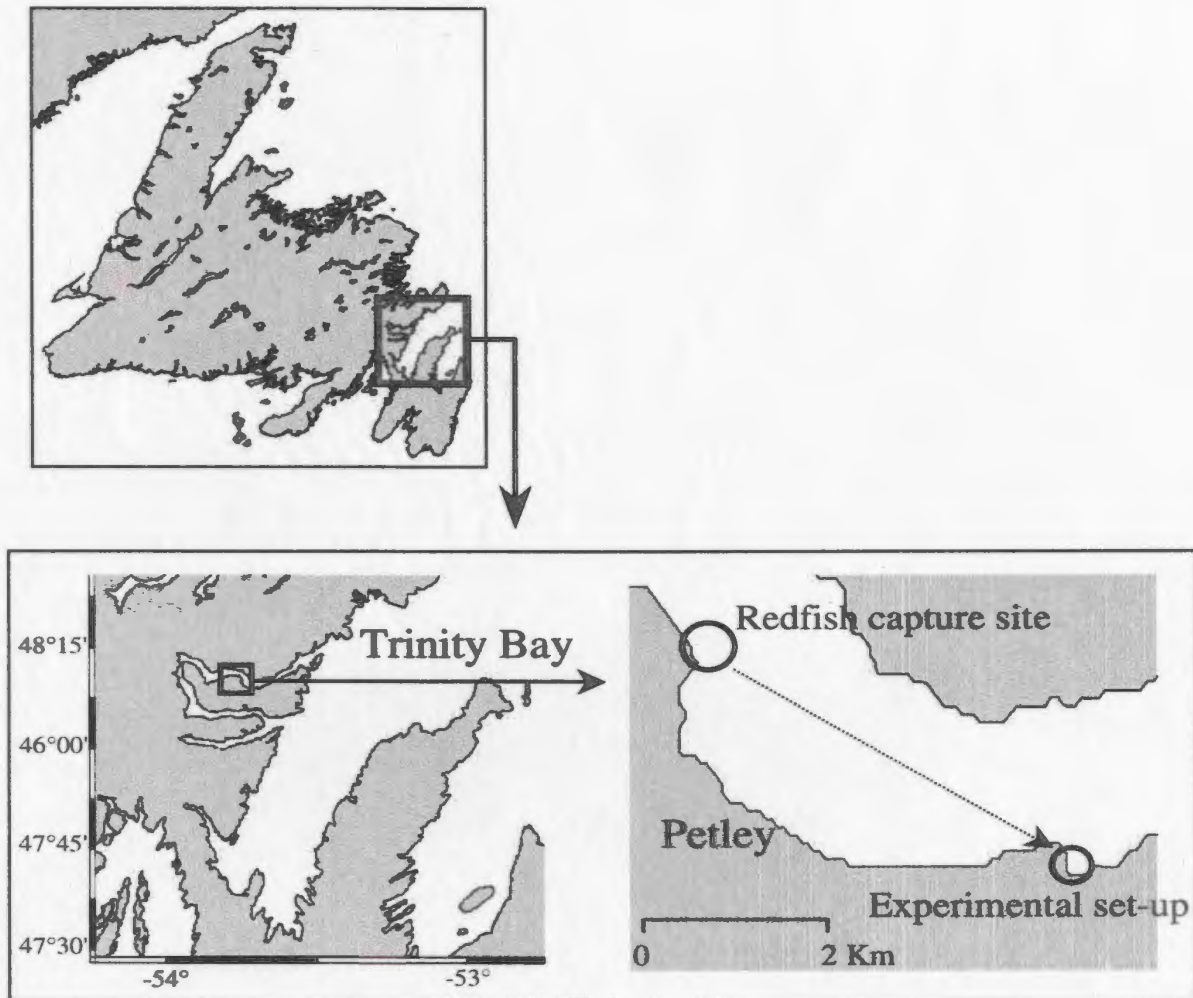 48°15'
46°00'
47°45'
47°30'
-54°
-53°
Trinity Bay
Redfish capture site
Petley
Experimental set-up
0
2 Km